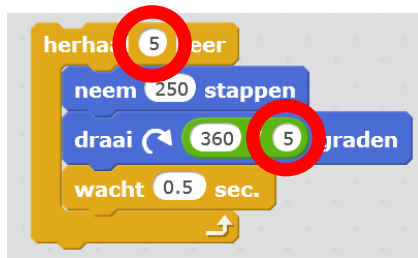 herhaal 5 keer
neem 250 stappen
draai 360 5 graden
wacht 0.5 sec.